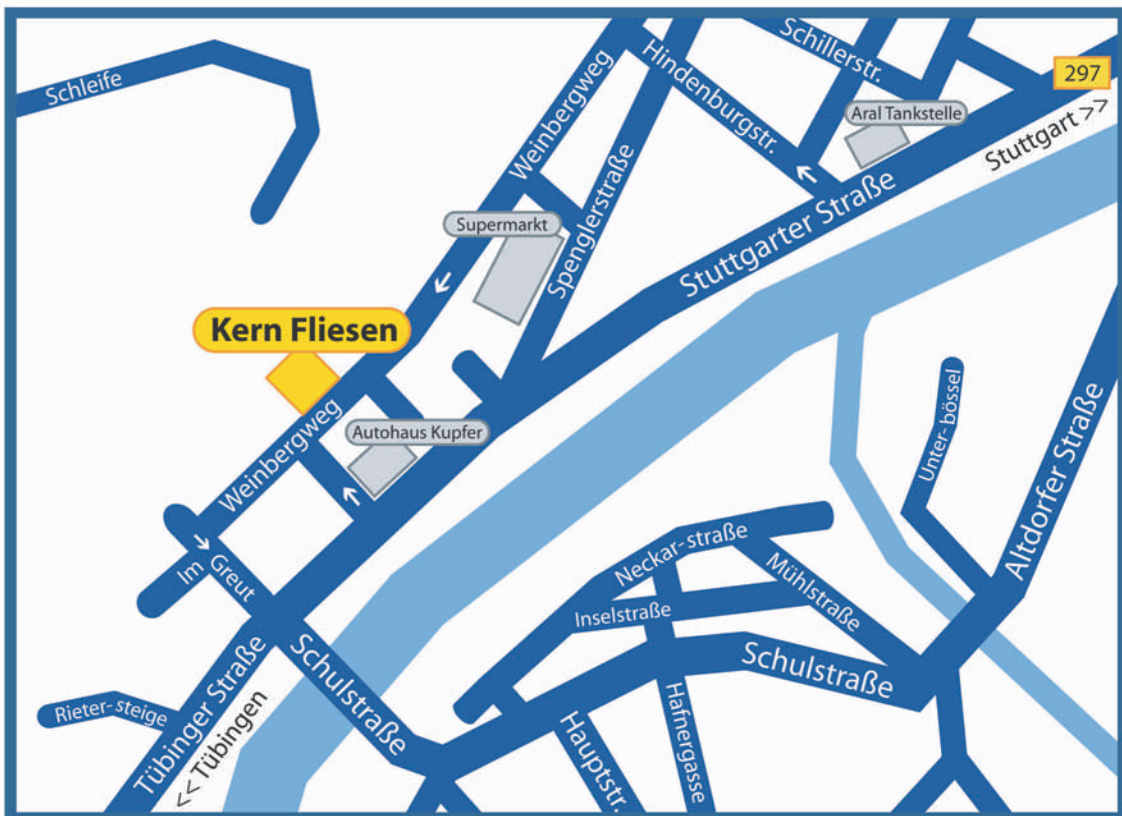 Schleife
Weinbergweg
Hindenburgstr.
Schillerstr.
297
Aral Tankstelle
Stuttgart >>
Supermarkt
Spenglerstraße
Stuttgarter Straße
Kern Fliesen
Weinbergweg
Autohaus Kupfer
Unter-bössel
Altdorfer Straße
Im Greut
Neckar-straße
Mühlstraße
Inselstraße
Schulstraße
Schulstraße
Rieter-steige
Tübinger Straße
<< Tübingen
Hauptstr.
Hafnergasse